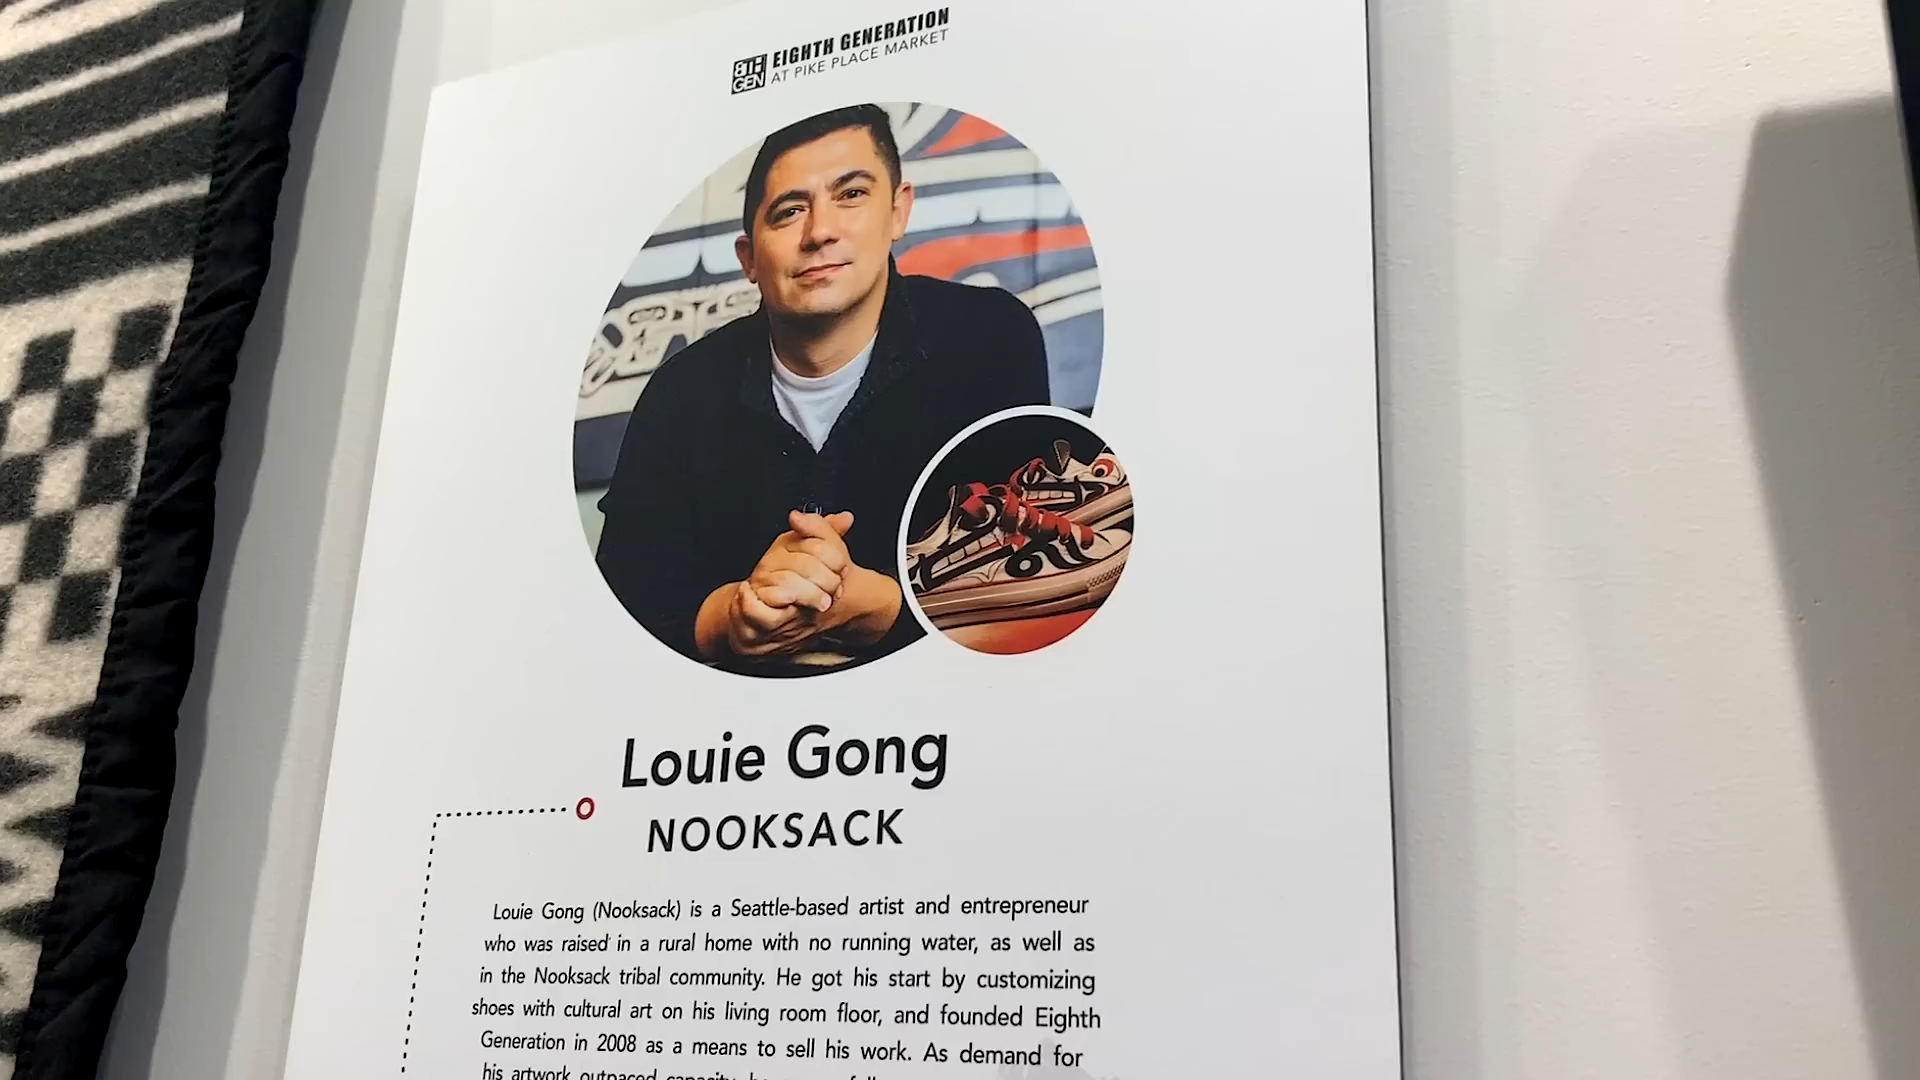 8TH
GEN
EIGHTH GENERATION
AT PIKE PLACE MARKET
Louie Gong
NOOKSACK
Louie Gong (Nooksack) is a Seattle-based artist and entrepreneur
who was raised in a rural home with no running water, as well as
in the Nooksack tribal community. He got his start by customizing
shoes with cultural art on his living room floor, and founded Eighth
Generation in 2008 as a means to sell his work. As demand for
his artwork outpaced capacity,